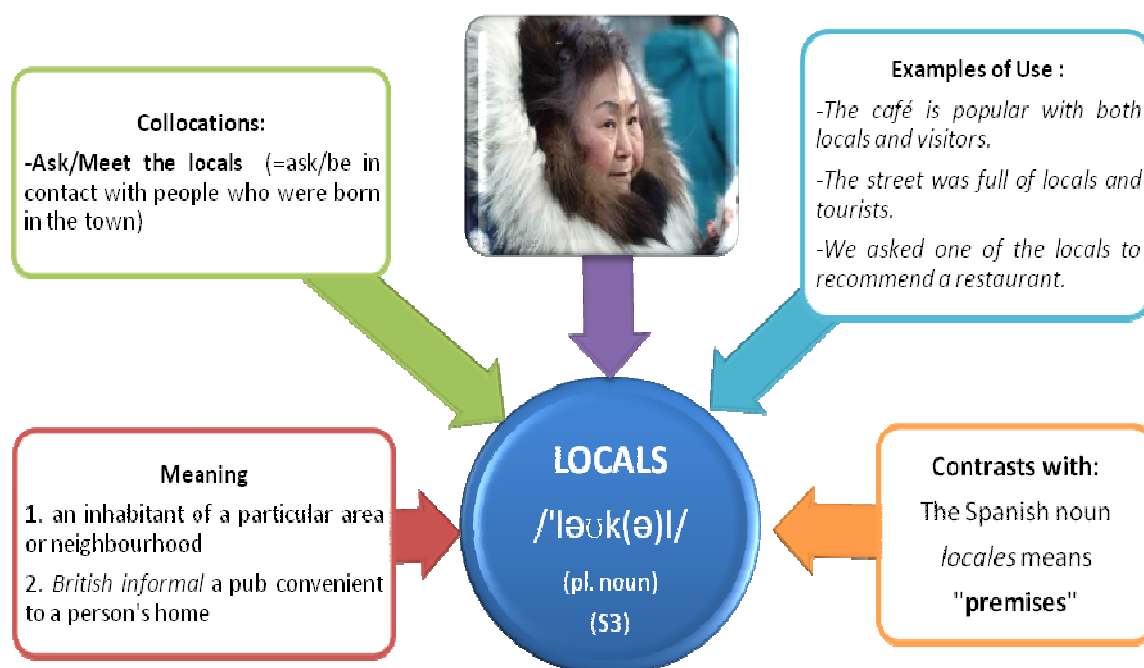 Collocations:
-Ask/Meet the locals (=ask/be in
contact with people who were born
in the town)
Examples of Use :
-The café is popular with both
locals and visitors.
-The street was full of locals and
tourists.
-We asked one of the locals to
recommend a restaurant.
Meaning
1. an inhabitant of a particular area
or neighbourhood
2. British informal a pub convenient
to a person's home
LOCALS
/'ləʊk(ə)l/
(pl. noun)
(S3)
Contrasts with:
The Spanish noun
locales means
"premises"